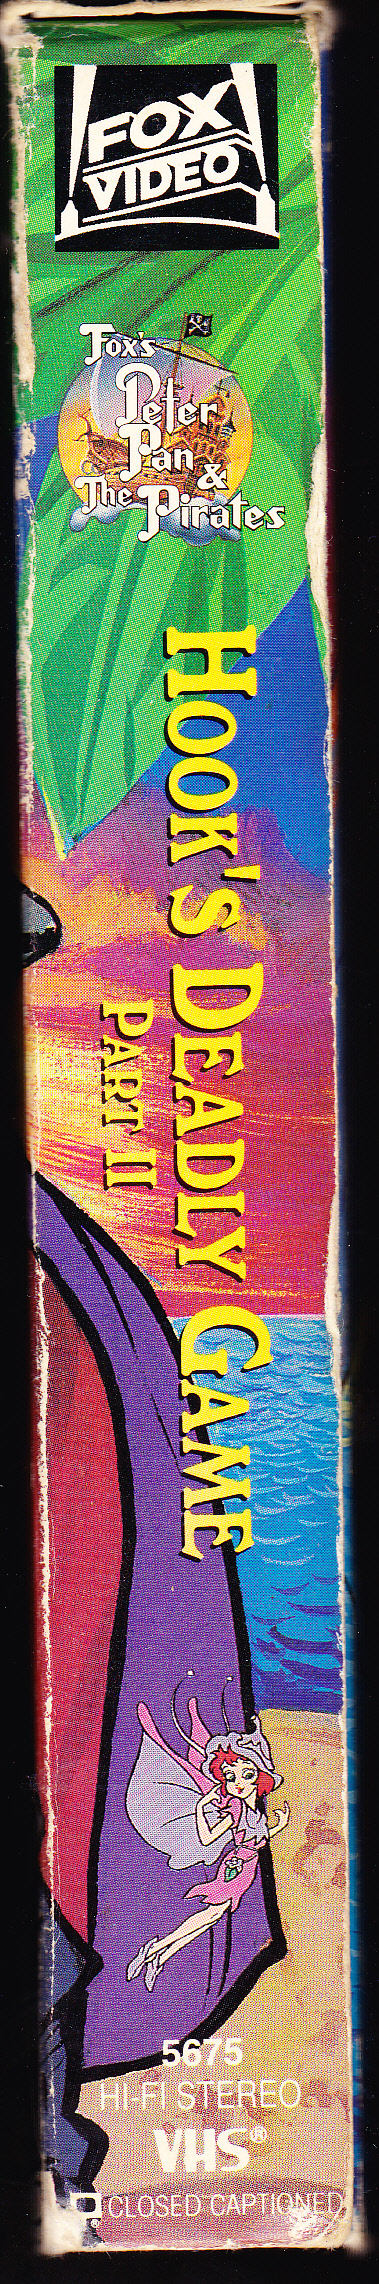 FOX
VIDEO
Fox's
Peter
Pan &
The Pirates
HOOK'S DEADLY GAME
PART II
5675
HI-FI STEREO
VHS®
CLOSED CAPTIONED